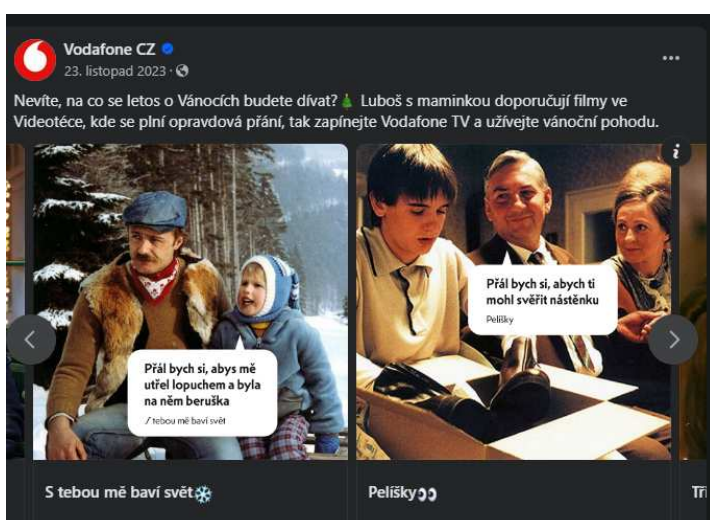 Vodafone CZ
23. listopad 2023 ·
Nevíte, na co se letos o Vánocích budete dívat?🎄 Luboš s maminkou doporučují filmy ve
Videotéce, kde se plní opravdová přání, tak zapínejte Vodafone TV a užívejte vánoční pohodu.
Přál bych si, abys mě
utřel lopuchem a byla
na něm beruška
S tebou mě baví svět
Přál bych si, abych ti
mohl svěřit nástěnku
Pelíšky
S tebou mě baví svět❄️
Pelíšky👀
Tři